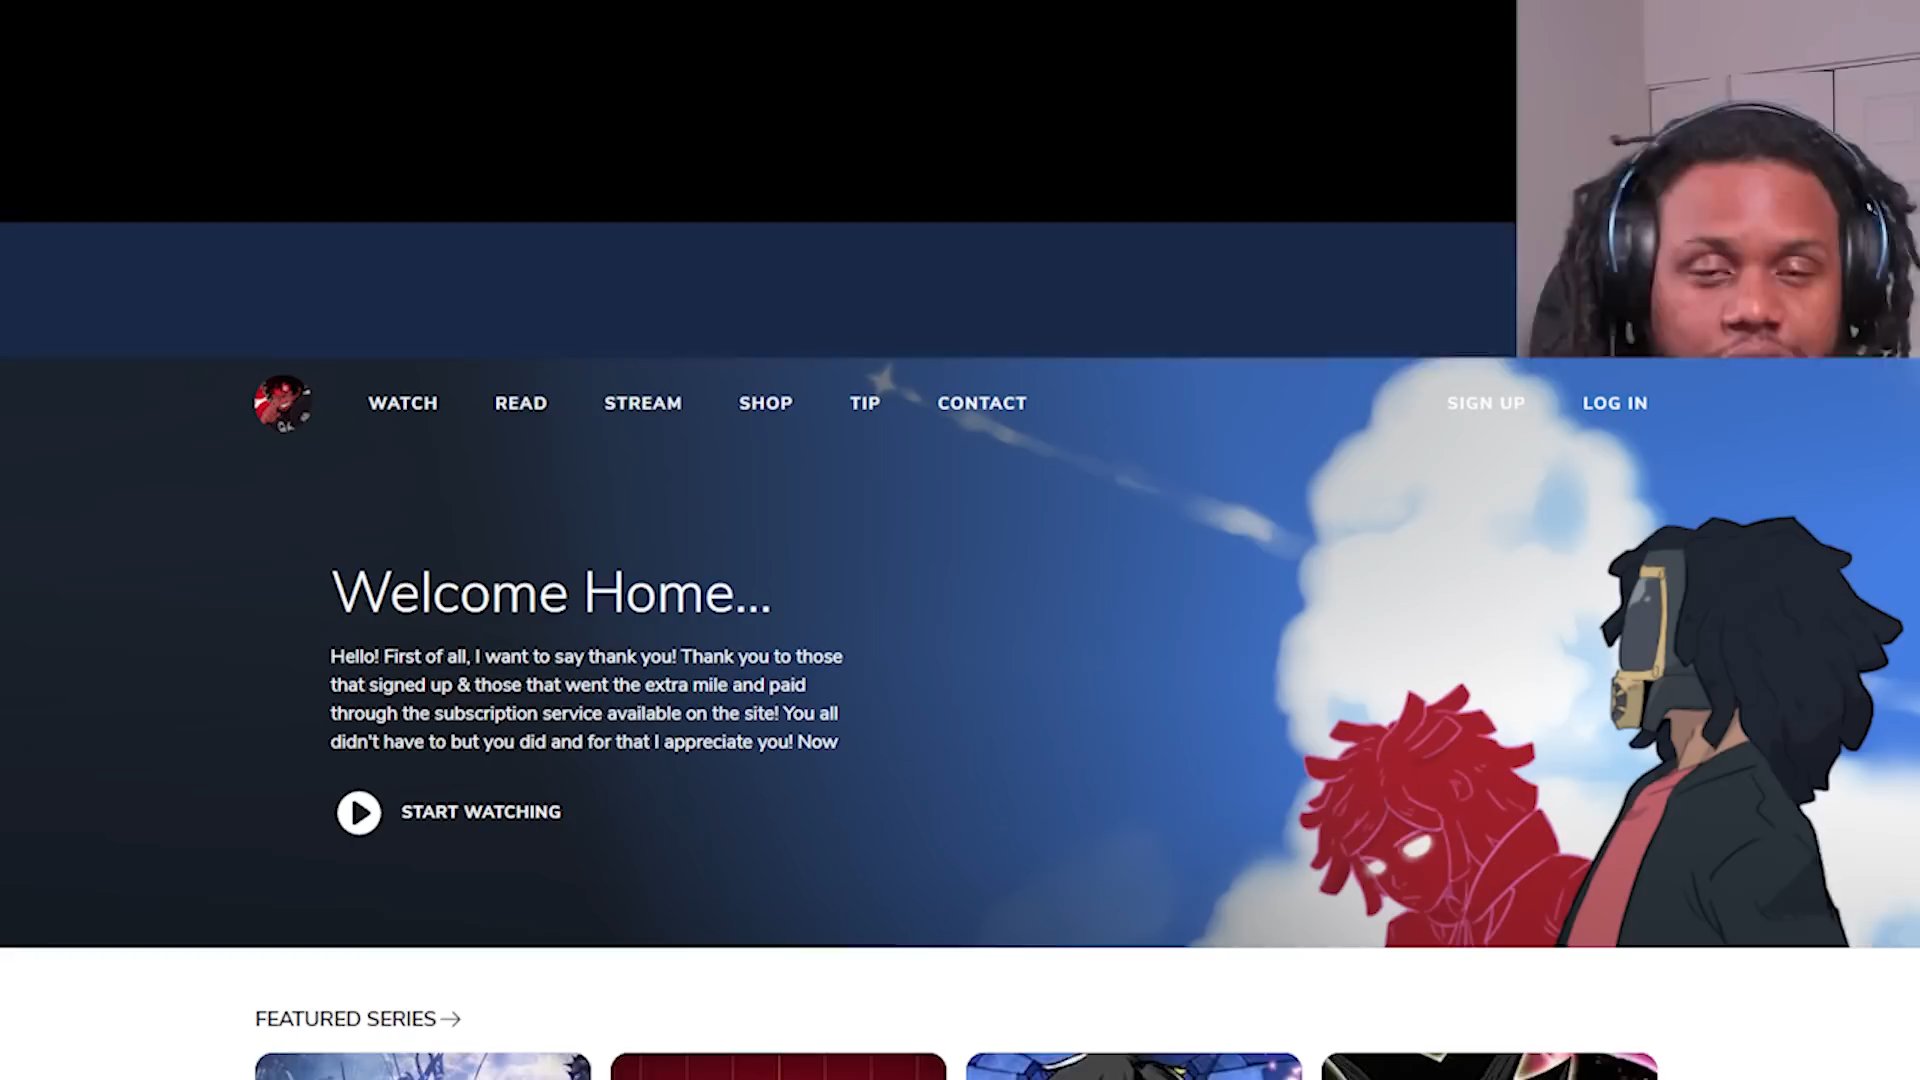 WATCH READ STREAM SHOP TIP CONTACT SIGN UP LOG IN
Welcome Home...
Hello! First of all, I want to say thank you! Thank you to those
that signed up & those that went the extra mile and paid
through the subscription service available on the site! You all
didn't have to but you did and for that I appreciate you! Now
START WATCHING
FEATURED SERIES